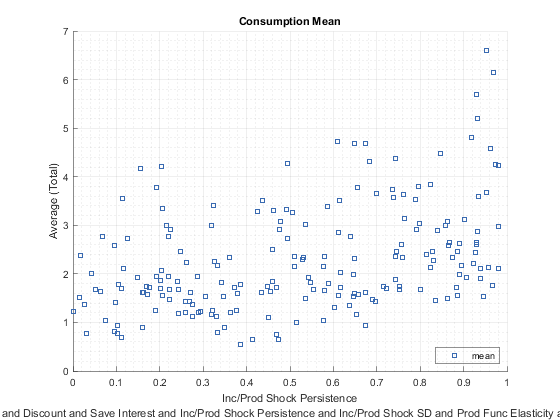 Consumption Mean
7
6
5
4
3
2
1
0
Average (Total)
0 0.1 0.2 0.3 0.4 0.5 0.6 0.7 0.8 0.9 1
mean
Inc/Prod Shock Persistence
and Discount and Save Interest and Inc/Prod Shock Persistence and Inc/Prod Shock SD and Prod Func Elasticity